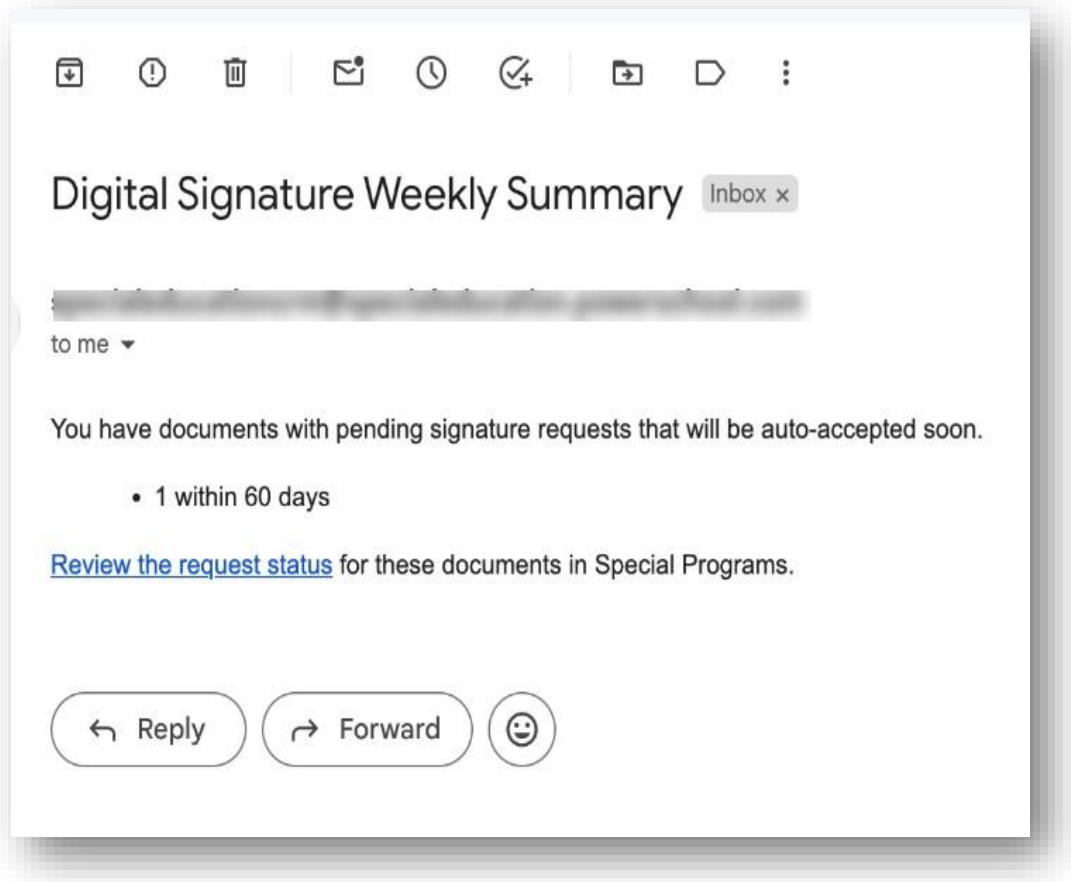 Digital Signature Weekly Summary Inbox ×
to me
You have documents with pending signature requests that will be auto-accepted soon.
• 1 within 60 days
Review the request status for these documents in Special Programs.
Reply Forward